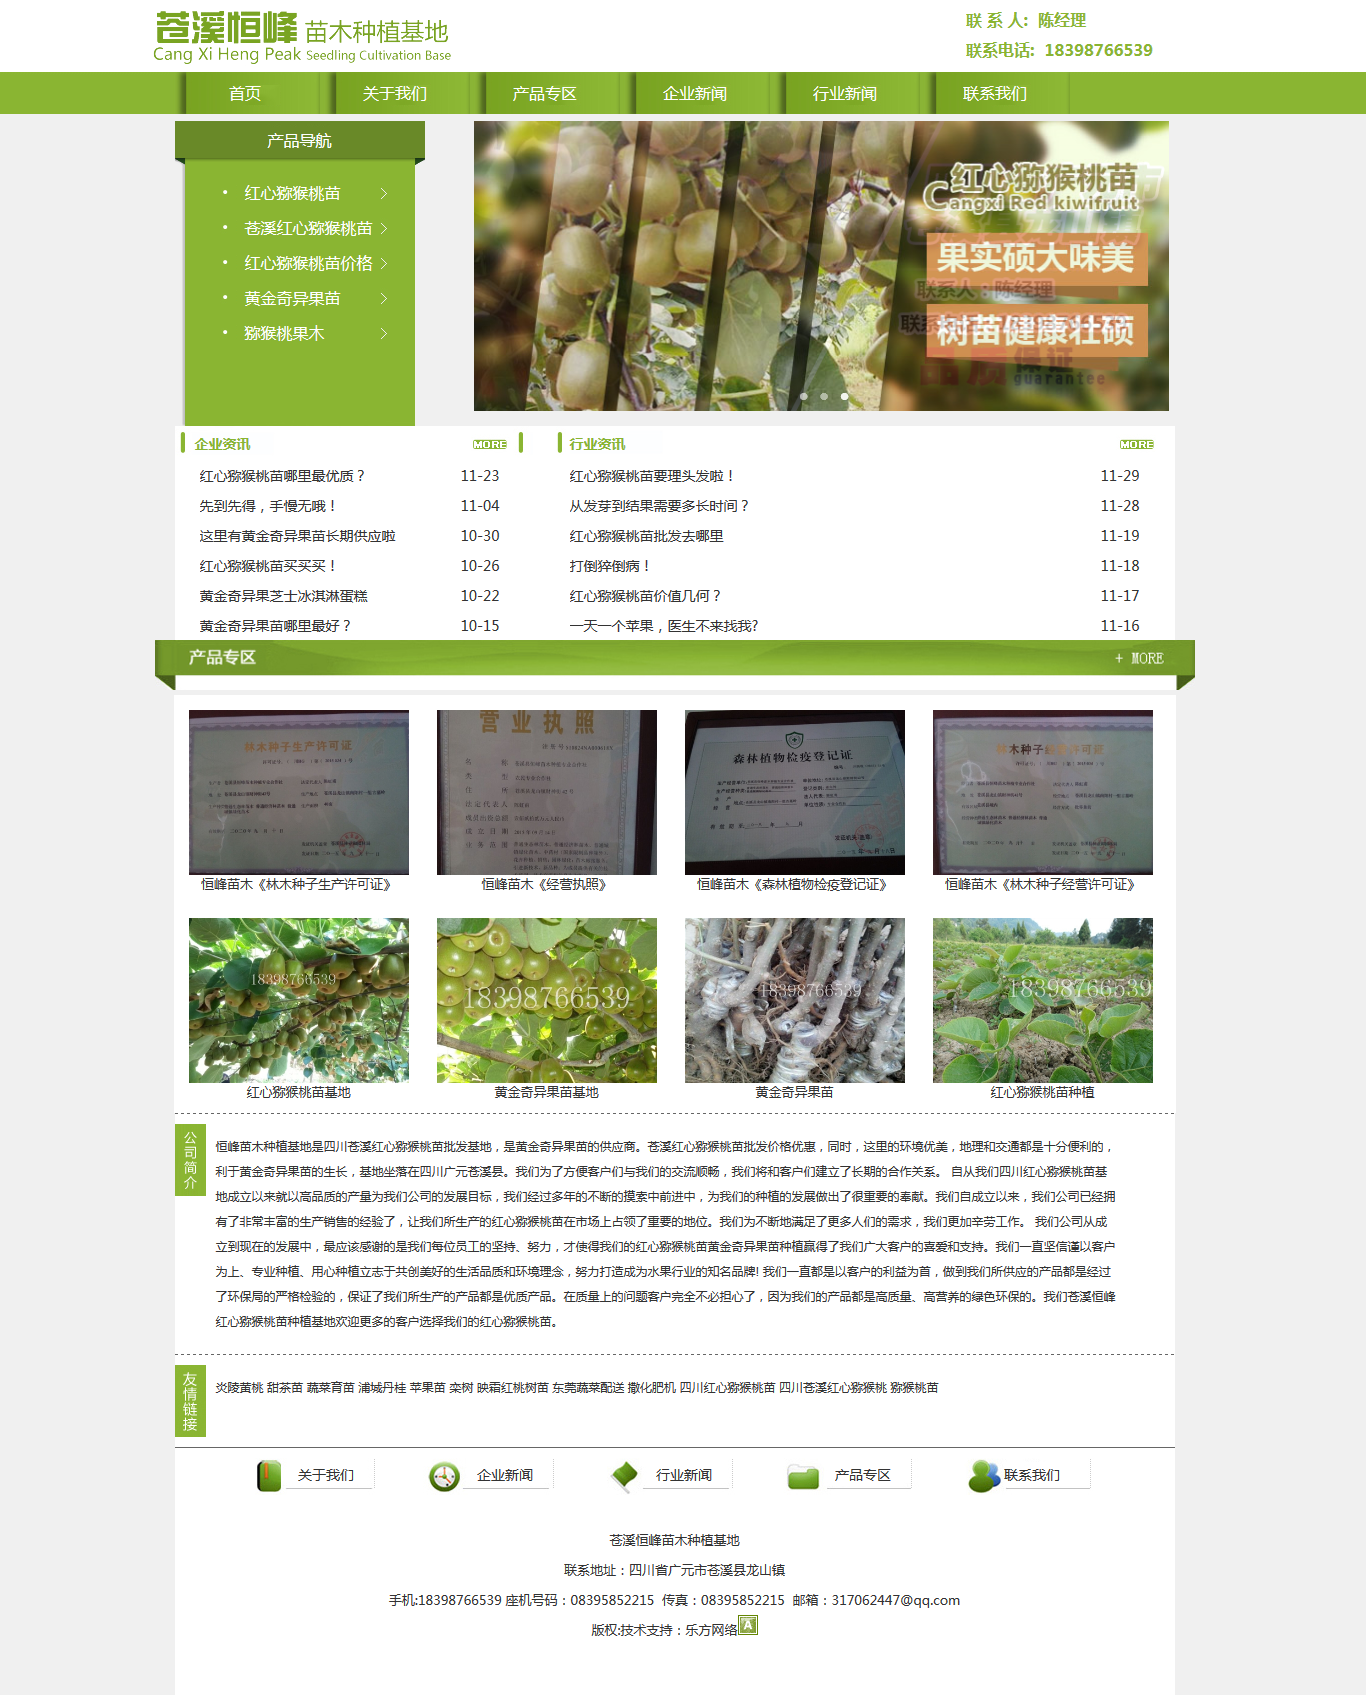 苍溪恒峰 苗木种植基地
Cang Xi Heng Peak Seedling Cultivation Base
联 系 人: 陈经理
联系电话: 18398766539
首页 关于我们 产品专区 企业新闻 行业新闻 联系我们
产品导航
红心猕猴桃苗
苍溪红心猕猴桃苗
红心猕猴桃苗价格
黄金奇异果苗
猕猴桃果木
红心猕猴桃苗
Cangxi Red kiwifruit
果实硕大味美
联系人：陈经理
树苗健康壮硕
品质保证
guarantee
企业资讯 MORE
红心猕猴桃苗哪里最优质？ 11-23
先到先得，手慢无哦！ 11-04
这里有黄金奇异果苗长期供应啦 10-30
红心猕猴桃苗买买买！ 10-26
黄金奇异果芝士冰淇淋蛋糕 10-22
黄金奇异果苗哪里最好？ 10-15
行业资讯 MORE
红心猕猴桃苗要理头发啦！ 11-29
从发芽到结果需要多长时间？ 11-28
红心猕猴桃苗批发去哪里 11-19
打倒猝倒病！ 11-18
红心猕猴桃苗价值几何？ 11-17
一天一个苹果，医生不来找我? 11-16
产品专区 + MORE
林木种子生产许可证
营业执照
森林植物检疫登记证
林木种子经营许可证
恒峰苗木《林木种子生产许可证》 恒峰苗木《经营执照》 恒峰苗木《森林植物检疫登记证》 恒峰苗木《林木种子经营许可证》
18398766539 18398766539 18398766539 18398766539
红心猕猴桃苗基地 黄金奇异果苗基地 黄金奇异果苗 红心猕猴桃苗种植
公司简介
恒峰苗木种植基地是四川苍溪红心猕猴桃苗批发基地，是黄金奇异果苗的供应商。苍溪红心猕猴桃苗批发价格优惠，同时，这里的环境优美，地理和交通都是十分便利的，
利于黄金奇异果苗的生长，基地坐落在四川广元苍溪县。我们为了方便客户们与我们的交流顺畅，我们将和客户们建立了长期的合作关系。 自从我们四川红心猕猴桃苗基
地成立以来就以高品质的产量为我们公司的发展目标，我们经过多年的不断的摸索中前进中，为我们的种植的发展做出了很重要的奉献。我们自成立以来，我们公司已经拥
有了非常丰富的生产销售的经验了，让我们所生产的红心猕猴桃苗在市场上占领了重要的地位。我们为不断地满足了更多人们的需求，我们更加辛劳工作。 我们公司从成
立到现在的发展中，最应该感谢的是我们每位员工的坚持、努力，才使得我们的红心猕猴桃苗黄金奇异果苗种植赢得了我们广大客户的喜爱和支持。我们一直坚信谨以客户
为上、专业种植、用心种植立志于共创美好的生活品质和环境理念，努力打造成为水果行业的知名品牌! 我们一直都是以客户的利益为首，做到我们所供应的产品都是经过
了环保局的严格检验的，保证了我们所生产的产品都是优质产品。在质量上的问题客户完全不必担心了，因为我们的产品都是高质量、高营养的绿色环保的。我们苍溪恒峰
红心猕猴桃苗种植基地欢迎更多的客户选择我们的红心猕猴桃苗。
友情链接
炎陵黄桃 甜茶苗 蔬菜育苗 浦城丹桂 苹果苗 栾树 映霜红桃树苗 东莞蔬菜配送 撒化肥机 四川红心猕猴桃苗 四川苍溪红心猕猴桃 猕猴桃苗
关于我们 企业新闻 行业新闻 产品专区 联系我们
苍溪恒峰苗木种植基地
联系地址：四川省广元市苍溪县龙山镇
手机:18398766539 座机号码：08395852215 传真：08395852215 邮箱：317062447@qq.com
版权:技术支持：乐方网络